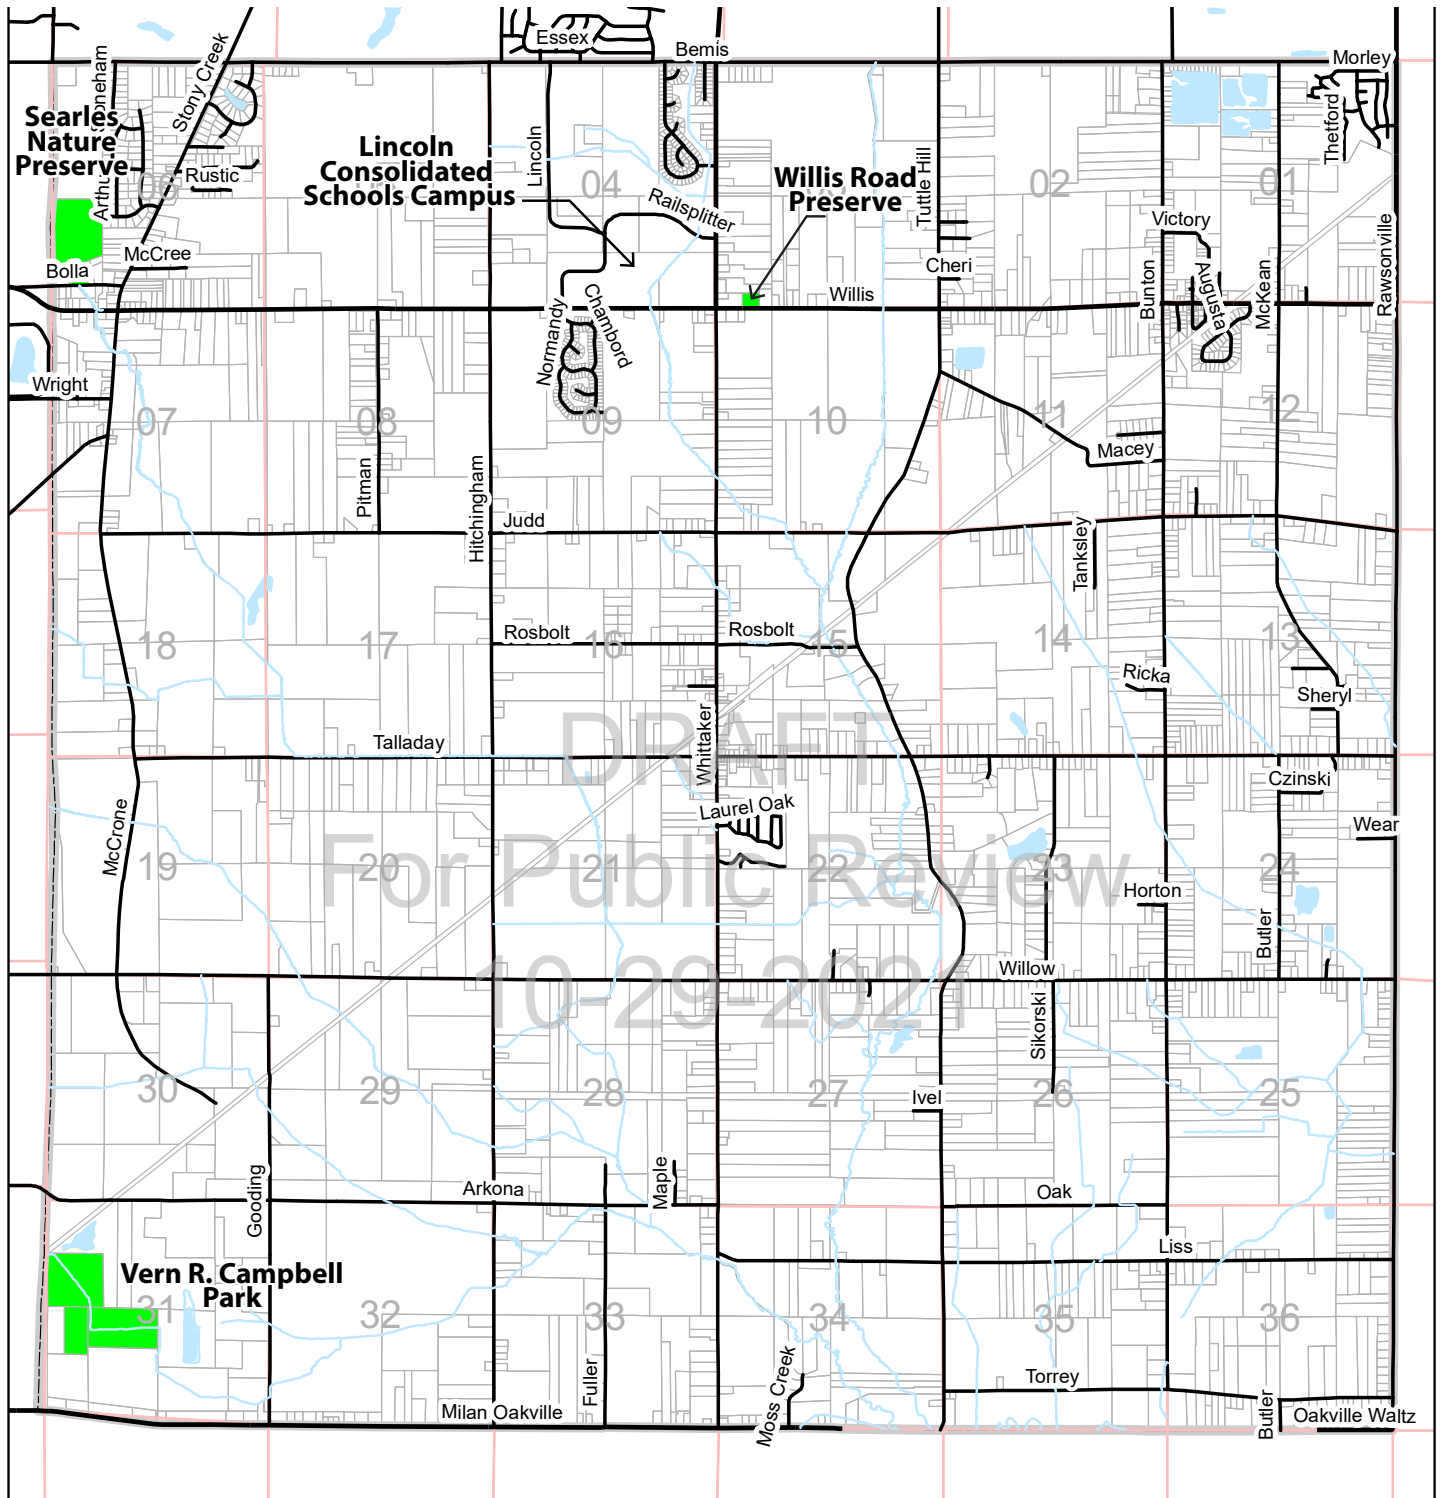 Essex
Bemis
Morley
Stoneham
Stony Creek
Searles
Nature
Preserve
Rustic
Lincoln
Consolidated
Schools Campus
Lincoln
04
Railsplitter
Willis Road
Preserve
Tuttle Hill
02
01
Thetford
Victory
McCree
Bolla
Cheri
Willis
Bunton
Augusta
McKean
Rawsonville
Normandy
Chambord
Wright
07
08
09
10
11
12
Macey
Pitman
Hitchingham
Judd
Tanksley
Rosbolt
Rosbolt
18
17
16
15
14
13
Ricka
Sheryl
DRAFT
Talladay
Whittaker
Czinski
Laurel Oak
Wear
McCrone
For Public Review
19
20
21
22
23
24
Horton
Butler
Willow
10-29-2021
Sikorski
30
29
28
27
26
25
Ivel
Gooding
Arkona
Maple
Oak
Liss
Vern R. Campbell
Park
31
32
33
34
35
36
Fuller
Moss Creek
Torrey
Milan Oakville
Butler
Oakville Waltz